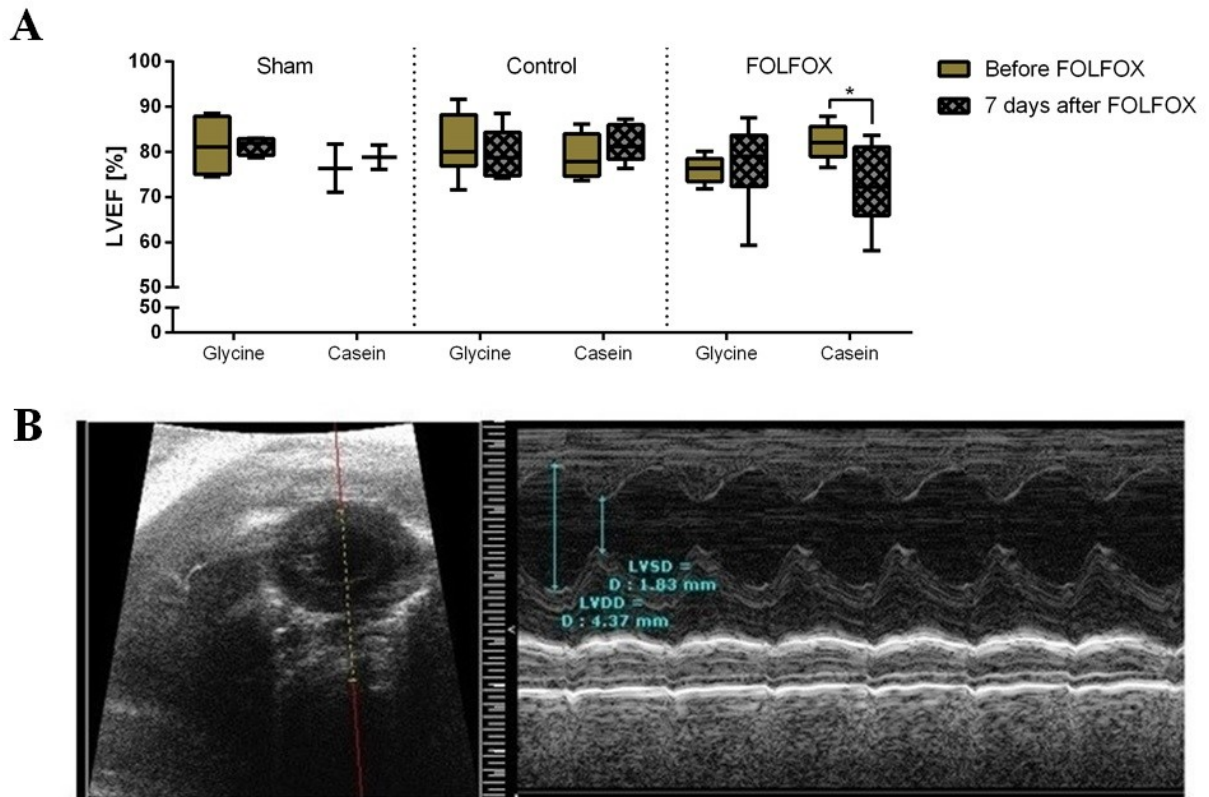 A
Sham
Control
FOLFOX
Before FOLFOX
7 days after FOLFOX
*
LVEF [%]
100
90
80
70
60
50
50
0
Glycine
Casein
Glycine
Casein
Glycine
Casein
B
LVSD =
D : 1.83 mm
LVDD =
D : 4.37 mm